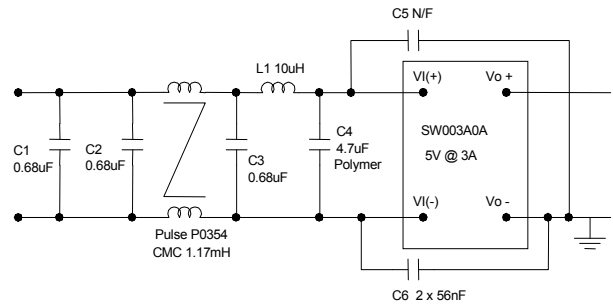 C5 N/F
L1 10uH
VI(+)
Vo +
C1
0.68uF
C2
0.68uF
C3
0.68uF
C4
4.7uF
Polymer
SW003A0A
5V @ 3A
VI(-)
Vo -
Pulse P0354
CMC 1.17mH
C6 2 x 56nF